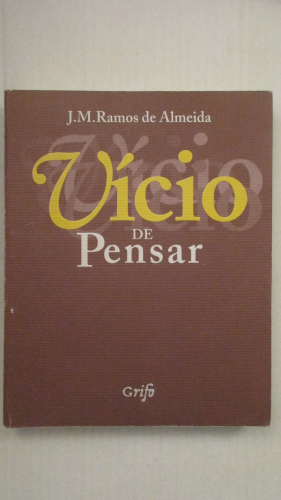 J.M.Ramos de Almeida
Vício
DE
Pensar
Grifo